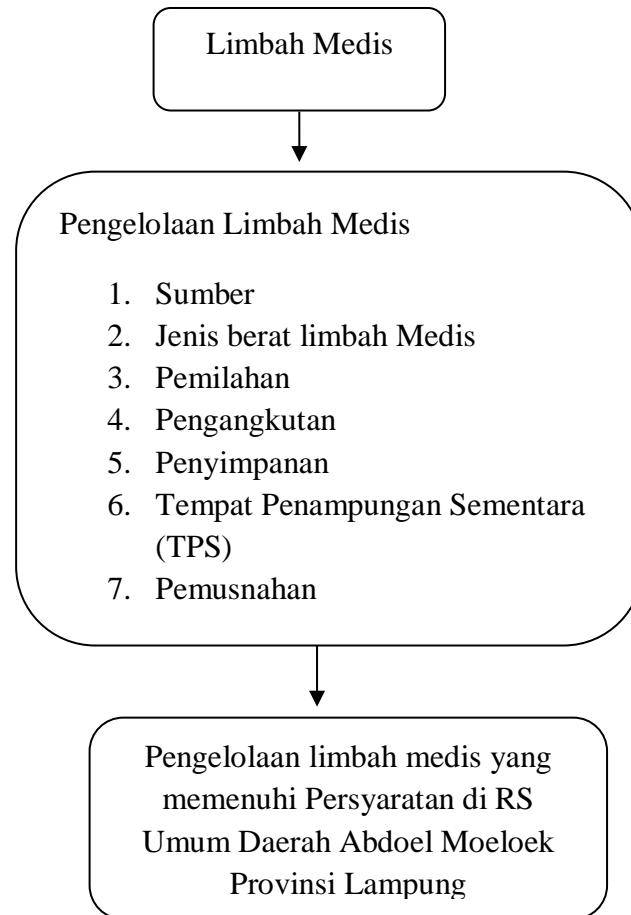 Limbah Medis
Pengelolaan Limbah Medis
1. Sumber
2. Jenis berat limbah Medis
3. Pemilahan
4. Pengangkutan
5. Penyimpanan
6. Tempat Penampungan Sementara
(TPS)
7. Pemusnahan
Pengelolaan limbah medis yang
memenuhi Persyaratan di RS
Umum Daerah Abdoel Moeloek
Provinsi Lampung